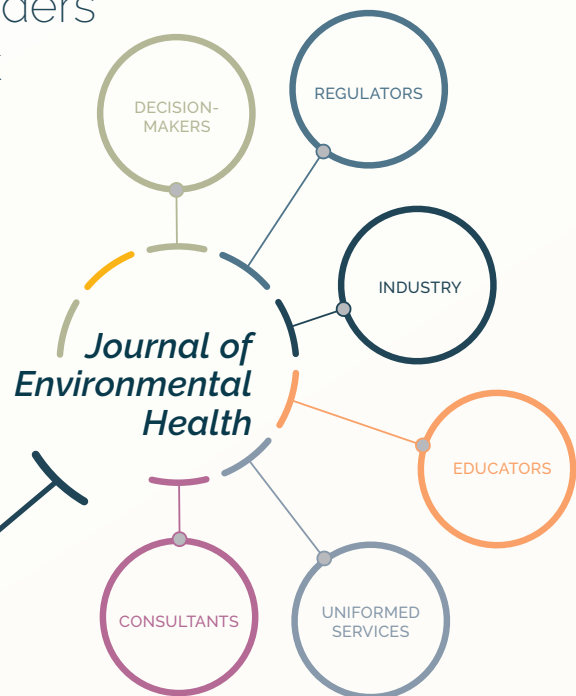 DECISION-
MAKERS
REGULATORS
INDUSTRY
Journal of
Environmental
Health
EDUCATORS
CONSULTANTS
UNIFORMED
SERVICES